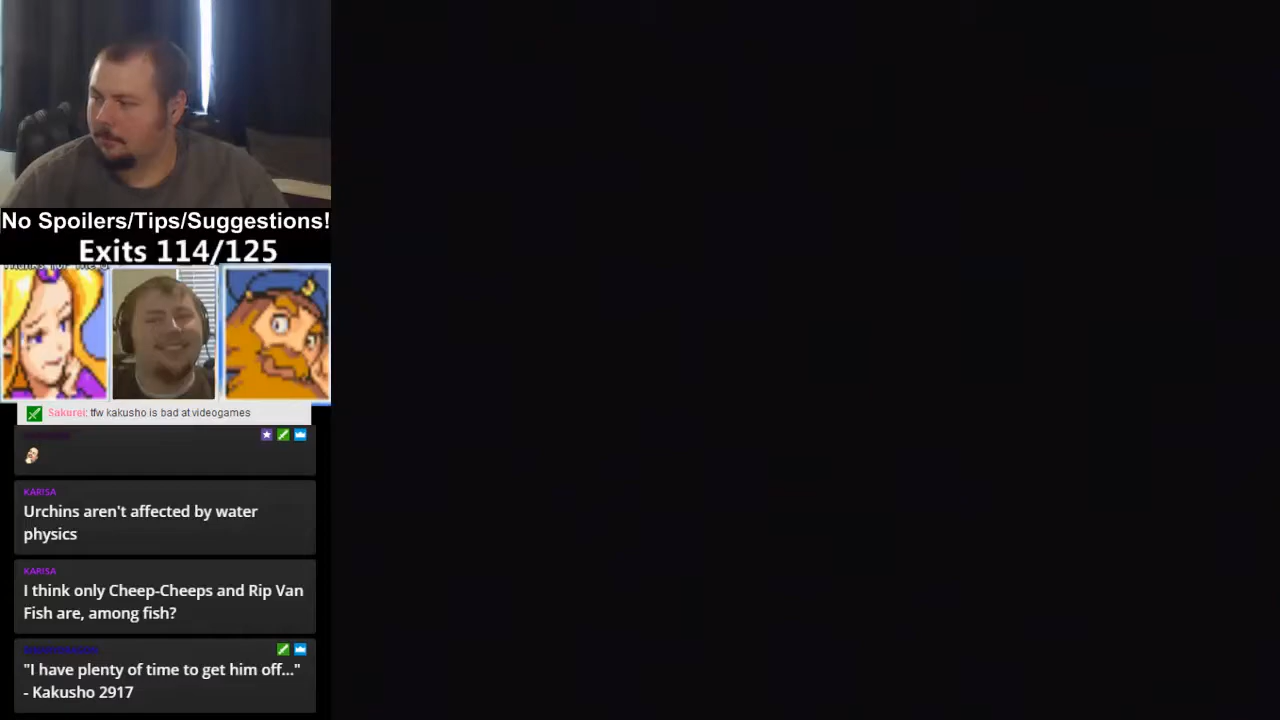 No Spoilers/Tips/Suggestions!
Exits 114/125
Sakurei: tfw kakusho is bad at videogames
KARISA
Urchins aren't affected by water
physics
KARISA
I think only Cheep-Cheeps and Rip Van
Fish are, among fish?
"I have plenty of time to get him off..."
- Kakusho 2917